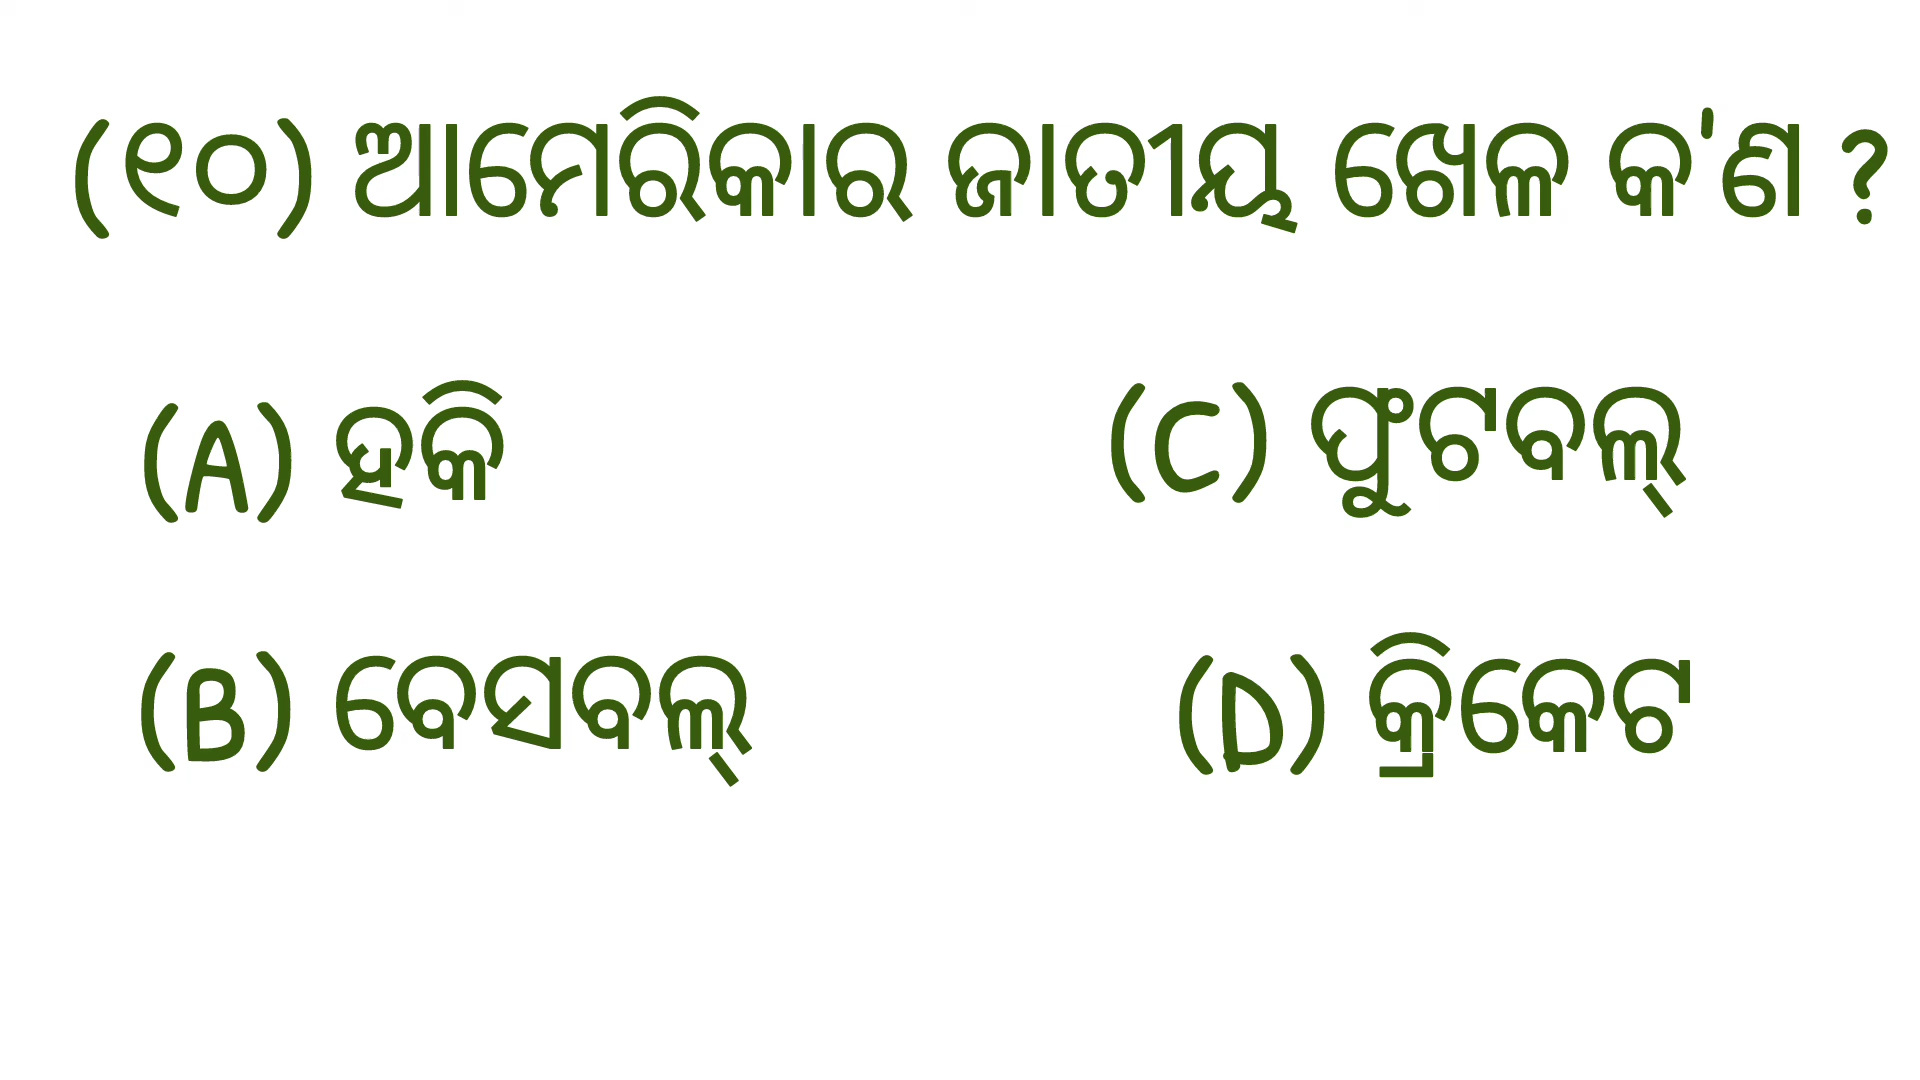 (୧୦) ଆମେରିକାର ଜାତୀୟ ଖେଳ କ'ଣ ?
(A) ହକି
(C) ଫୁଟବଲ୍
(B) ବେସବଲ୍
(D) କ୍ରିକେଟ